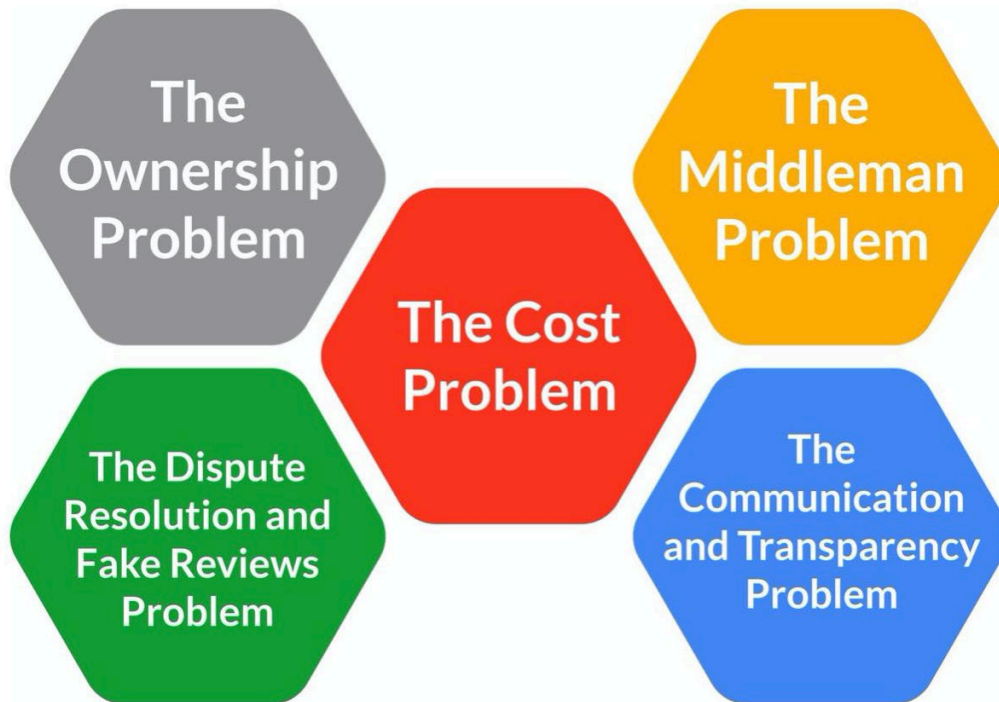 The
Ownership
Problem
The
Middleman
Problem
The Cost
Problem
The Dispute
Resolution and
Fake Reviews
Problem
The
Communication
and Transparency
Problem